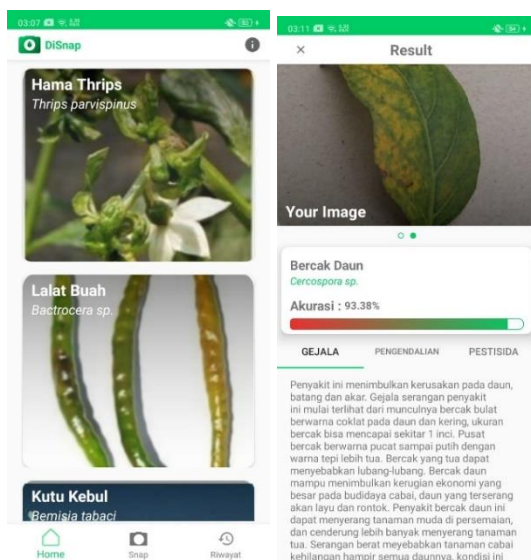 03:07
DiSnap
Hama Thrips
Thrips parvispinus
Lalat Buah
Bactrocera sp.
Kutu Kebul
Bemisia tabaci
Home
Snap
Riwayat
03:11
Result
Your Image
Bercak Daun
Cercospora sp.
Akurasi : 93.38%
GEJALA
PENGENDALIAN
PESTISIDA
Penyakit ini menimbulkan kerusakan pada daun,
batang dan akar. Gejala serangan penyakit
ini mulai terlihat dari munculnya bercak bulat
berwarna coklat pada daun dan kering, ukuran
bercak bisa mencapai sekitar 1 inci. Pusat
bercak berwarna pucat sampai putih dengan
warna tepi lebih tua. Bercak yang tua dapat
menyebabkan lubang-lubang. Bercak daun
mampu menimbulkan kerugian ekonomi yang
besar pada budidaya cabai, daun yang terserang
akan layu dan rontok. Penyakit bercak daun ini
dapat menyerang tanaman muda di persemaian,
dan cenderung lebih banyak menyerang tanaman
tua. Serangan berat meyebabkan tanaman cabai
kehilangan hampir semua daunnya, kondisi ini